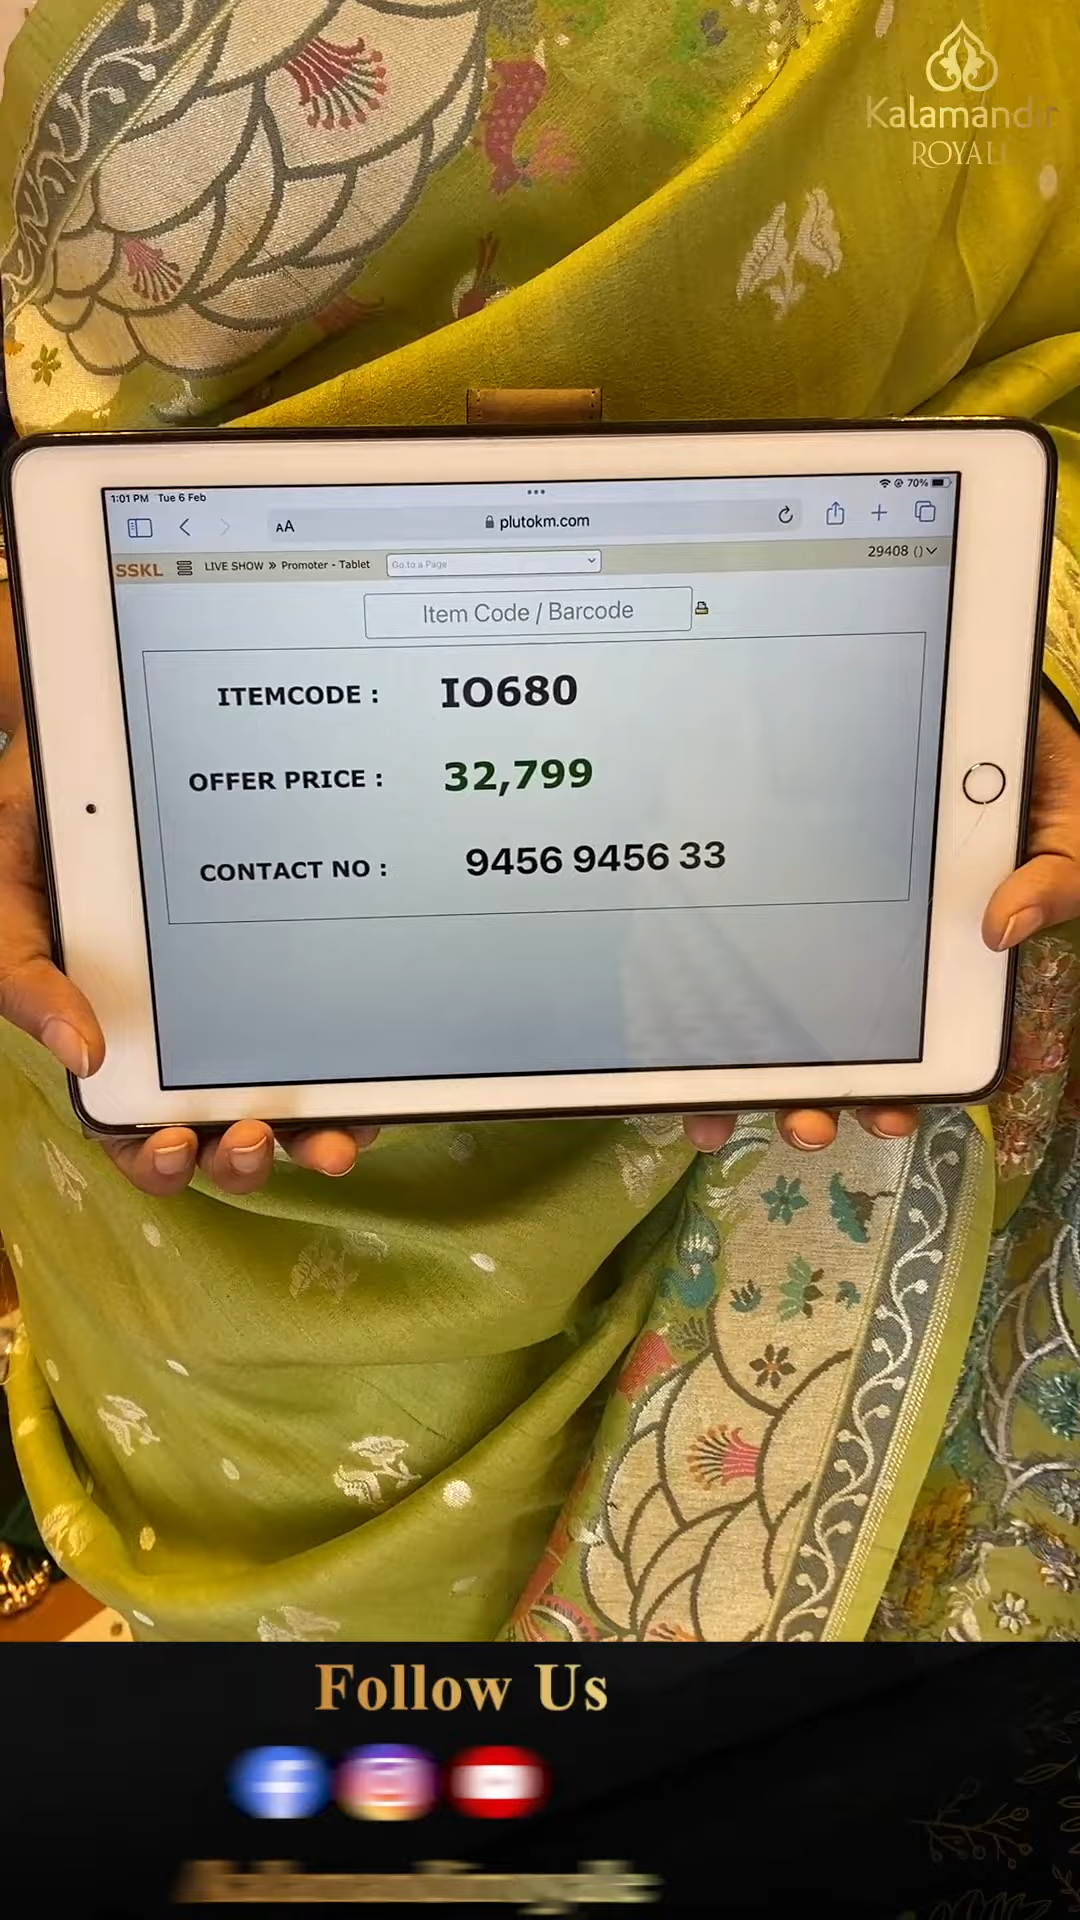 Kalamandir
ROYALE
1:01 PM Tue 6 Feb
70%
AA
plutokm.com
SSKL
LIVE SHOW » Promoter - Tablet
Go to a Page
29408 ()
Item Code / Barcode
ITEMCODE : IO680
OFFER PRICE : 32,799
CONTACT NO : 9456 9456 33
Follow Us